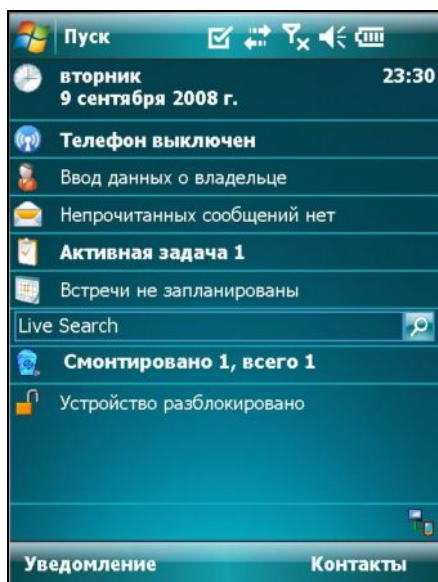 Пуск
вторник 23:30
9 сентября 2008 г.
Телефон выключен
Ввод данных о владельце
Непрочитанных сообщений нет
Активная задача 1
Встречи не запланированы
Live Search
Смонтировано 1, всего 1
Устройство разблокировано
Уведомление Контакты